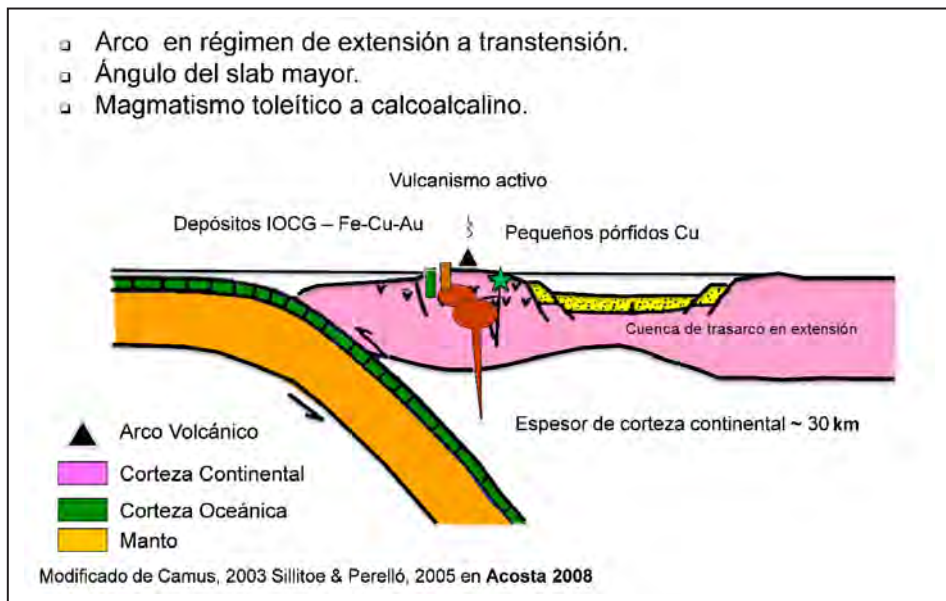 ▫ Arco en régimen de extensión a transtensión.
▫ Ángulo del slab mayor.
▫ Magmatismo toleítico a calcoalcalino.
Vulcanismo activo
Depósitos IOCG – Fe-Cu-Au
Pequeños pórfidos Cu
Cuenca de trasarco en extensión
Espesor de corteza continental ~ 30 km
Arco Volcánico
Corteza Continental
Corteza Oceánica
Manto
Modificado de Camus, 2003 Sillitoe & Perelló, 2005 en Acosta 2008